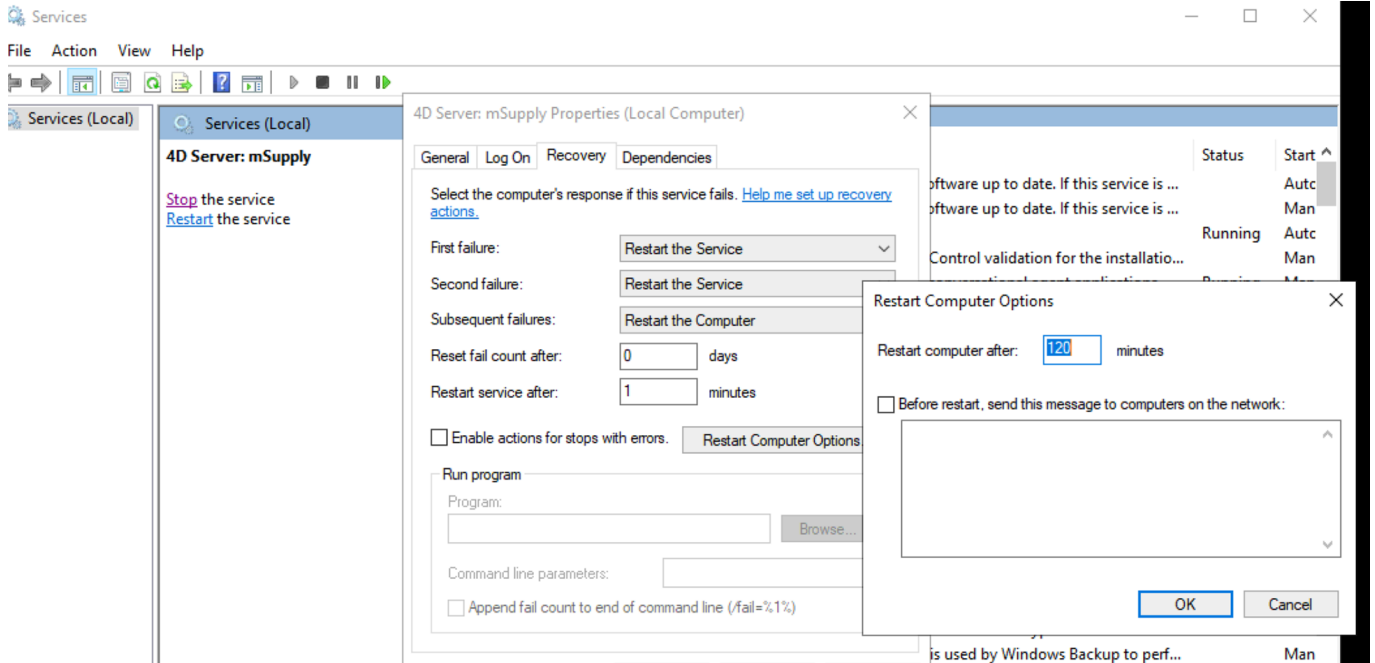 Services
File Action View Help
Services (Local)
Services (Local)
4D Server: mSupply
Stop the service
Restart the service
4D Server: mSupply Properties (Local Computer)
General Log On Recovery Dependencies
Select the computer's response if this service fails. Help me set up recovery
actions.
First failure: Restart the Service
Second failure: Restart the Service
Subsequent failures: Restart the Computer
Reset fail count after: 0 days
Restart service after: 1 minutes
Enable actions for stops with errors. Restart Computer Options
Run program
Program:
Browse...
Command line parameters:
Append fail count to end of command line (/fail=%1%)
Status Start
oftware up to date. If this service is ... Autc
oftware up to date. If this service is ... Man
Running Autc
Control validation for the installatio... Man
Restart Computer Options
Restart computer after: 120 minutes
Before restart, send this message to computers on the network:
OK Cancel
is used by Windows Backup to perf... Man